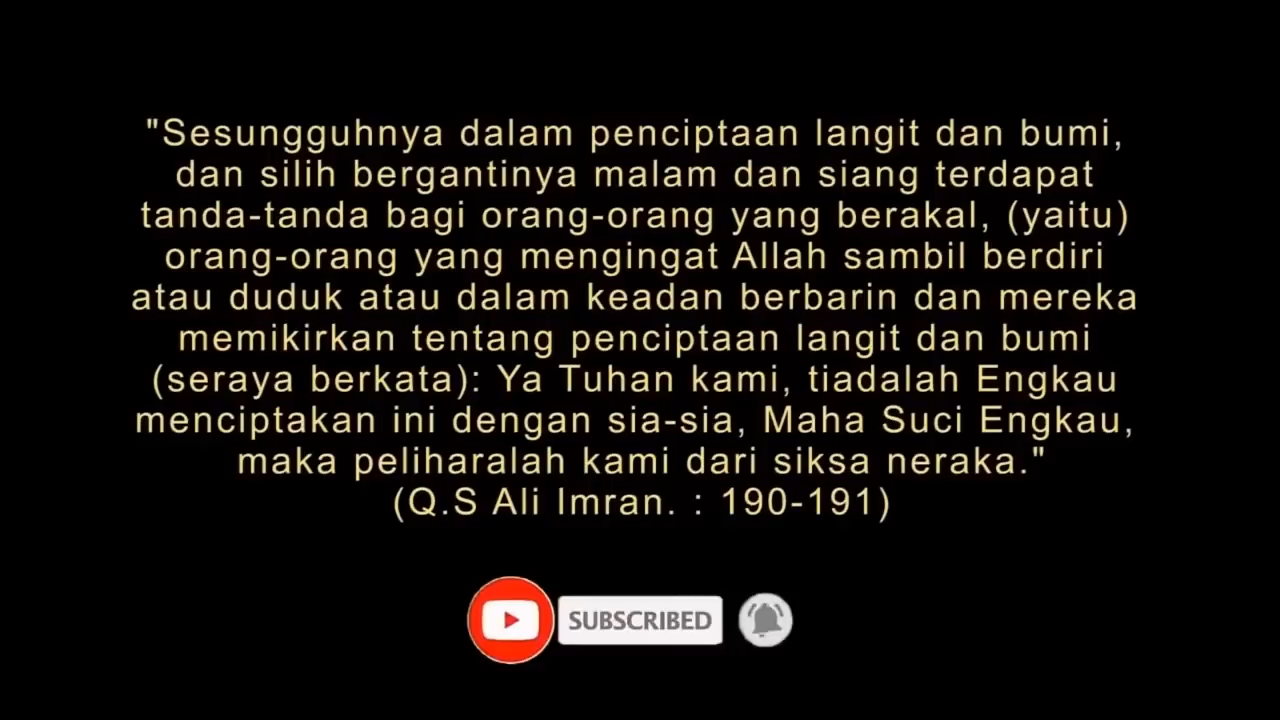 "Sesungguhnya dalam penciptaan langit dan bumi,
dan silih bergantinya malam dan siang terdapat
tanda-tanda bagi orang-orang yang berakal, (yaitu)
orang-orang yang mengingat Allah sambil berdiri
atau duduk atau dalam keadan berbarin dan mereka
memikirkan tentang penciptaan langit dan bumi
(seraya berkata): Ya Tuhan kami, tiadalah Engkau
menciptakan ini dengan sia-sia, Maha Suci Engkau,
maka peliharalah kami dari siksa neraka."
(Q.S Ali Imran. : 190-191)
SUBSCRIBED